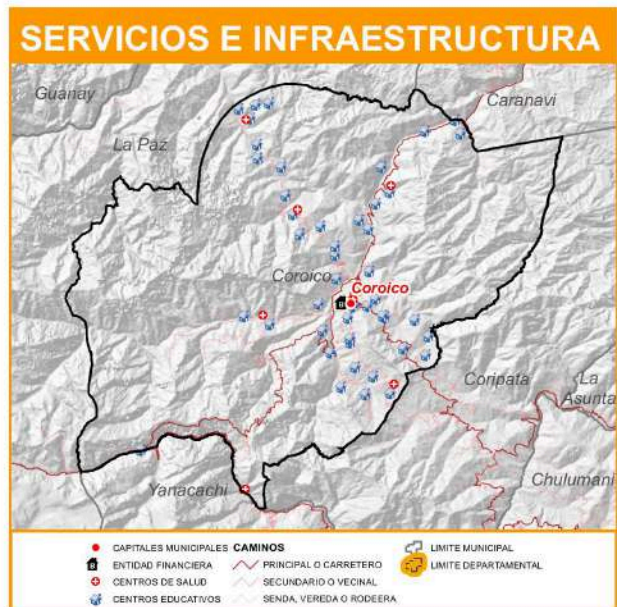 SERVICIOS E INFRAESTRUCTURA
Guanay
Caranavi
La Paz
Coroico
Coroico
Coripata
La
Asunta
Chulumani
Yanacachi
CAPITALES MUNICIPALES CAMINOS LIMITE MUNICIPAL
ENTIDAD FINANCIERA PRINCIPAL O CARRETERO LIMITE DEPARTAMENTAL
CENTROS DE SALUD SECUNDARIO O VECINAL
CENTROS EDUCATIVOS SENDA, VEREDA O RODEERA